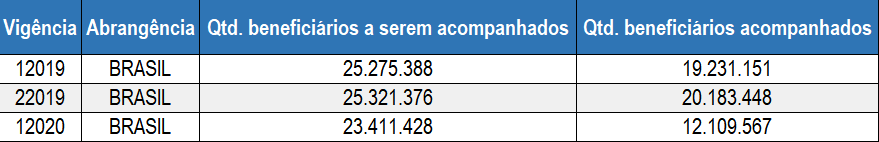 Vigência Abrangência Qtd. beneficiários a serem acompanhados Qtd. beneficiários acompanhados
12019 BRASIL 25.275.388 19.231.151
22019 BRASIL 25.321.376 20.183.448
12020 BRASIL 23.411.428 12.109.567